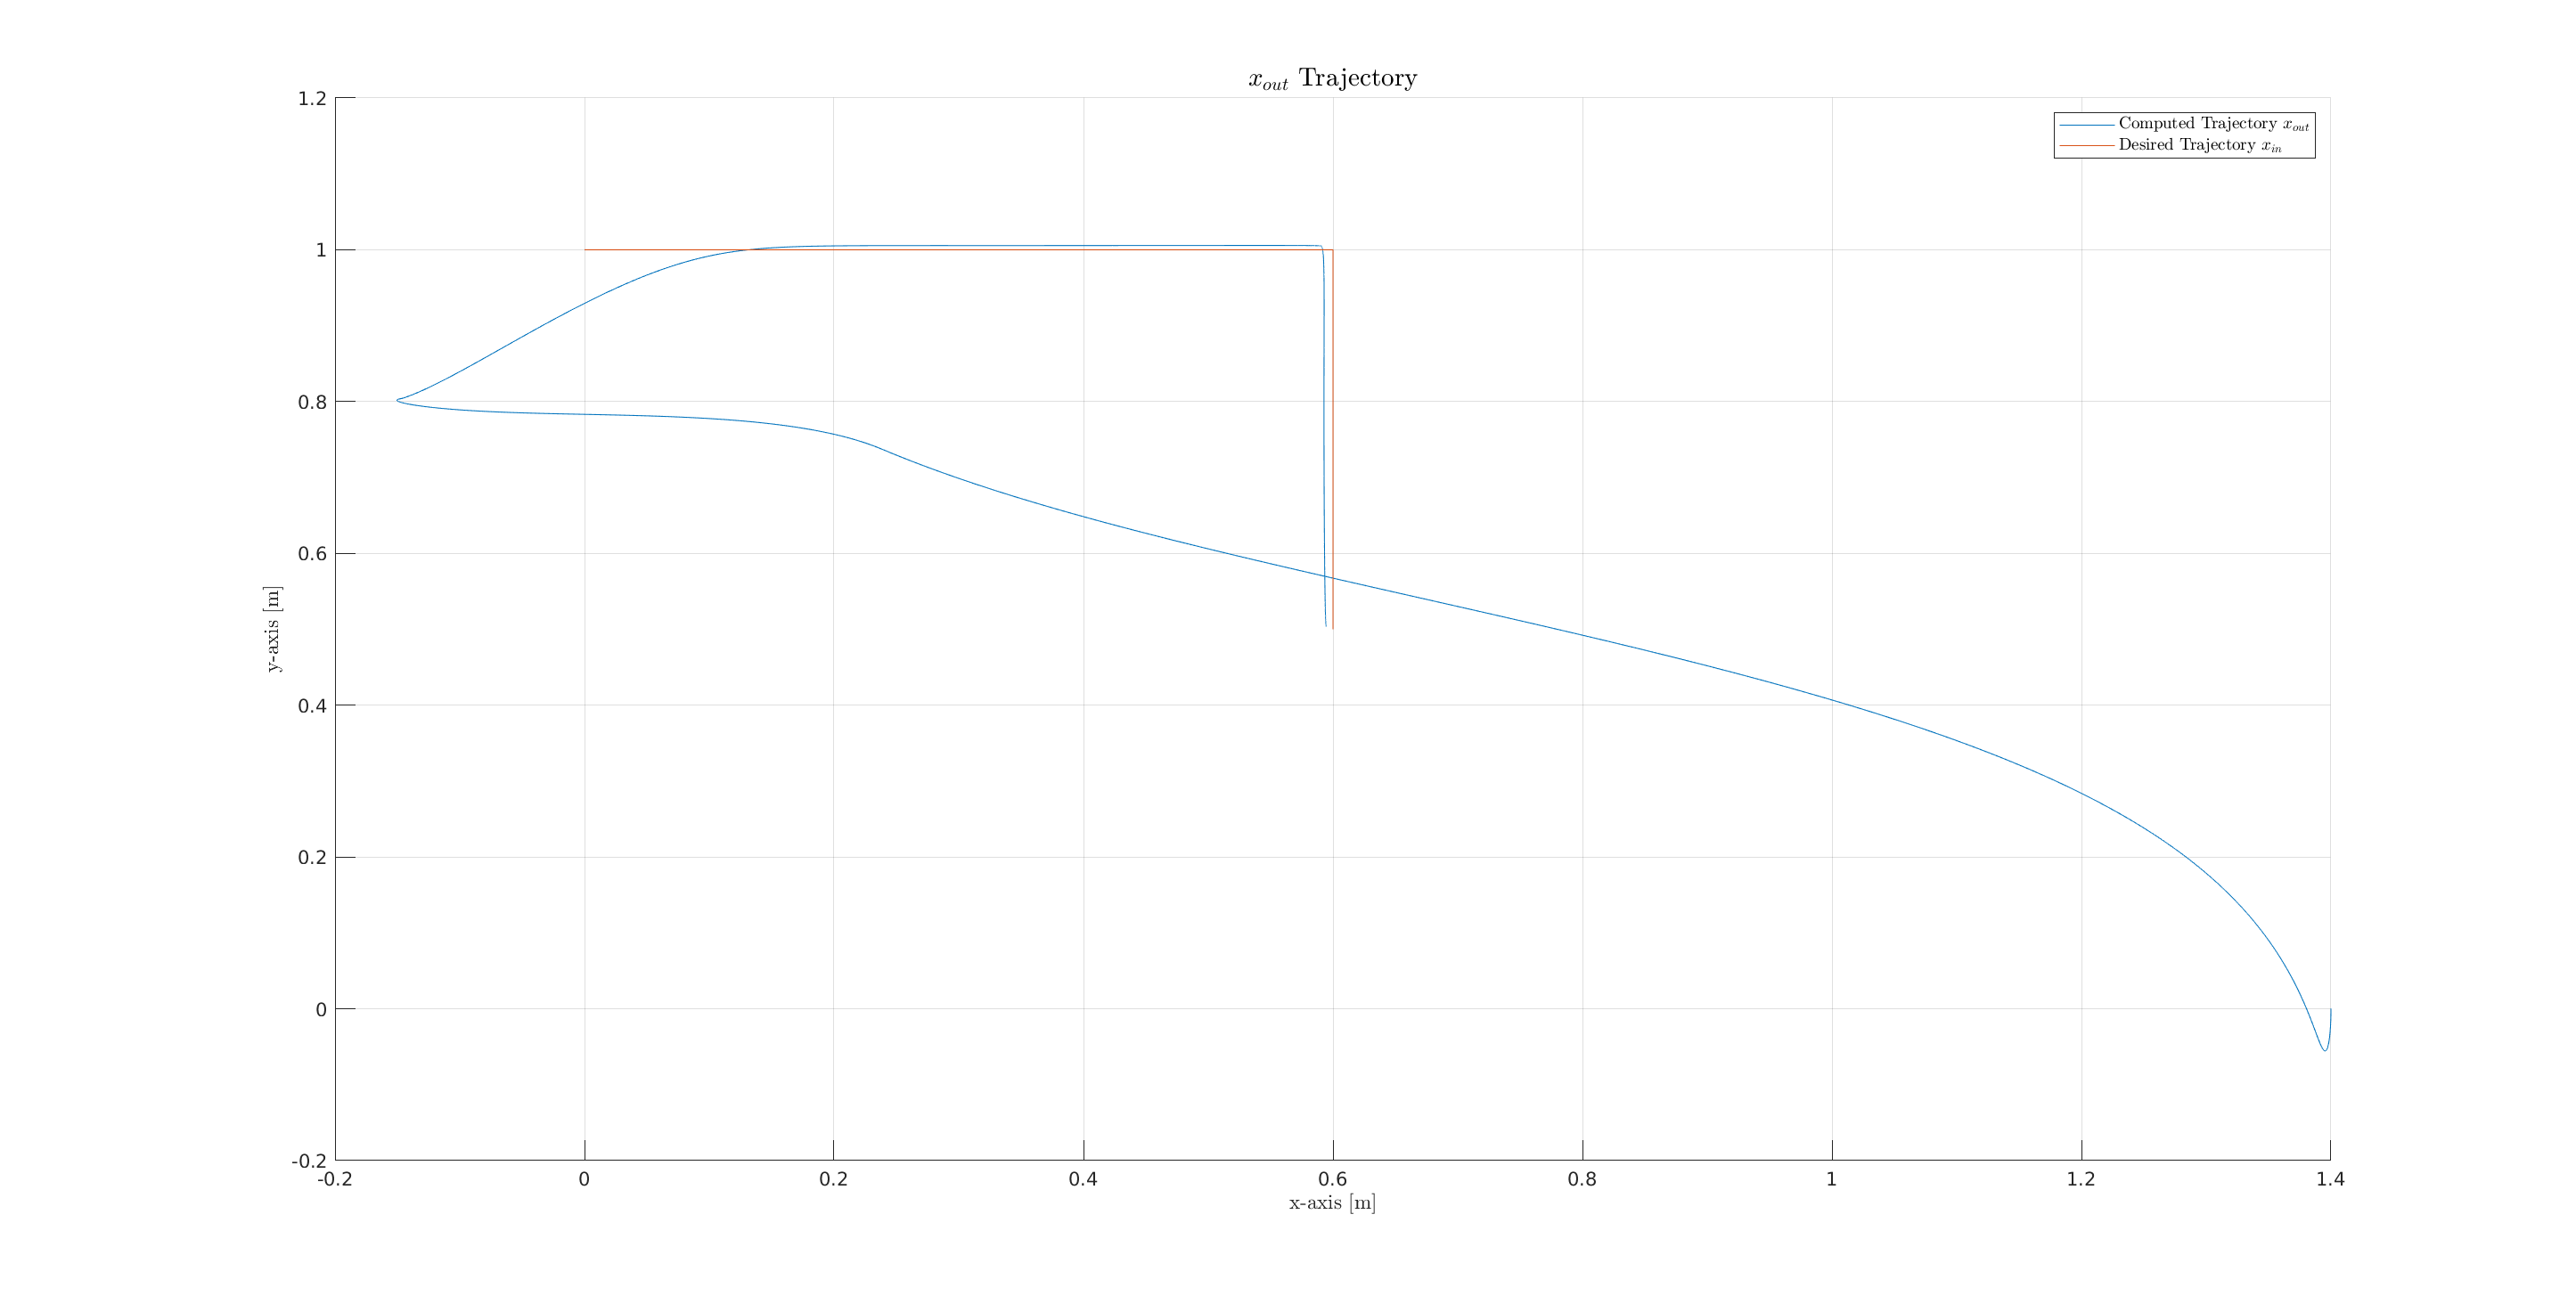 x_out Trajectory
Computed Trajectory x_out
Desired Trajectory x_in
1.2
1
0.8
0.6
0.4
0.2
0
-0.2
y-axis [m]
-0.2 0 0.2 0.4 0.6 0.8 1 1.2 1.4
x-axis [m]